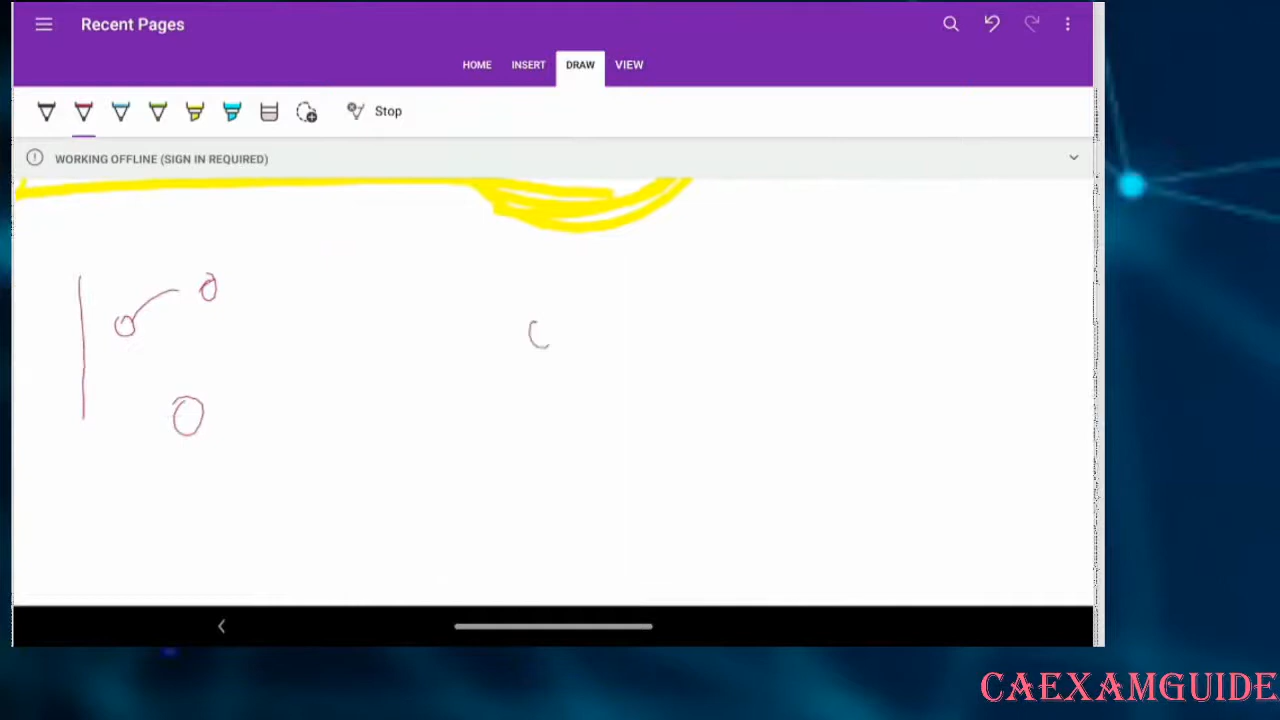 Recent Pages
HOME INSERT DRAW VIEW
Stop
WORKING OFFLINE (SIGN IN REQUIRED)
CAEXAMGUIDE